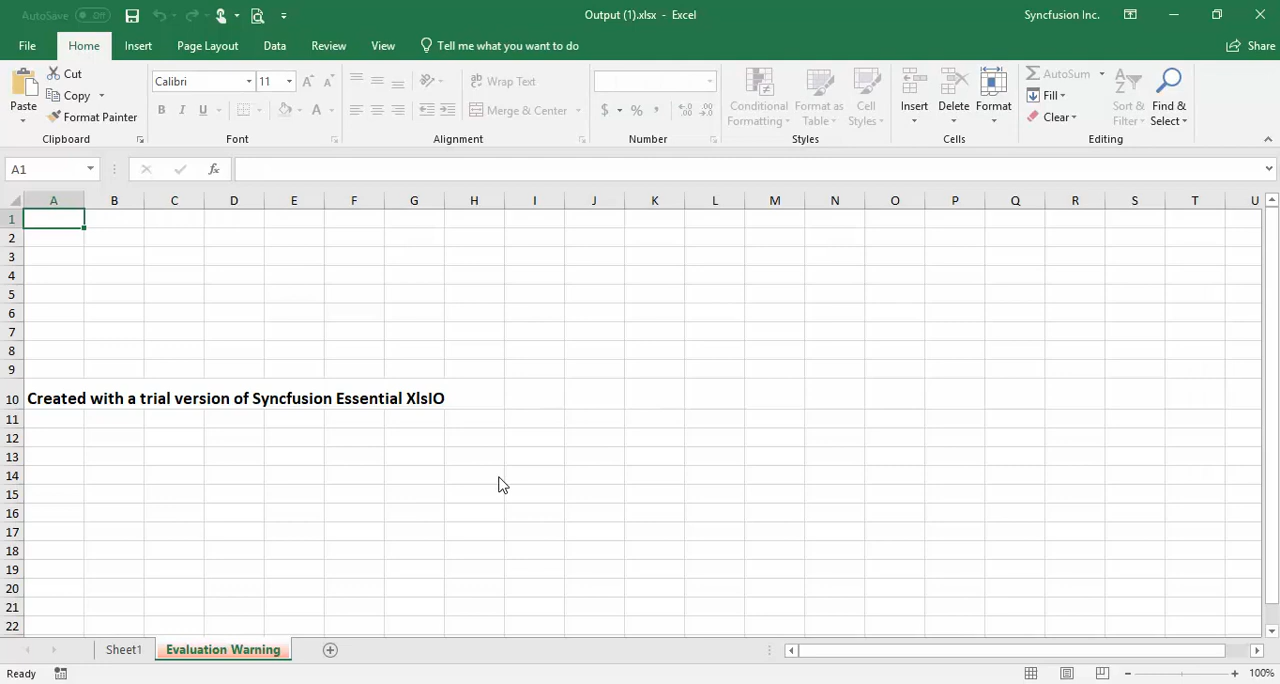 AutoSave Off Output (1).xlsx - Excel Syncfusion Inc.
File Home Insert Page Layout Data Review View Tell me what you want to do Share
Paste Cut Copy Format Painter
Calibri 11 A A B I U A
ab Wrap Text Merge & Center
$ % , .00
Conditional Formatting Format as Table Cell Styles
Insert Delete Format
AutoSum Fill Clear Sort & Filter Find & Select
Clipboard Font Alignment Number Styles Cells Editing
A1 fx
A B C D E F G H I J K L M N O P Q R S T U
1
2
3
4
5
6
7
8
9
10 Created with a trial version of Syncfusion Essential XlsIO
11
12
13
14
15
16
17
18
19
20
21
22
Sheet1 Evaluation Warning
Ready 100%